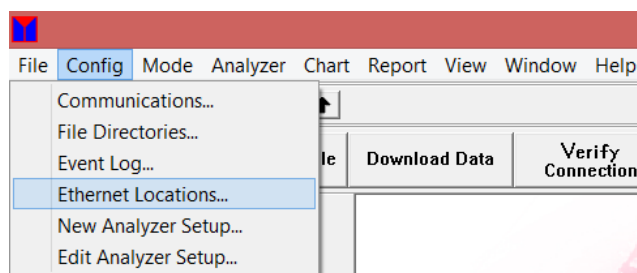 File Config Mode Analyzer Chart Report View Window Help
Communications...
File Directories...
Event Log...
le Download Data Verify Connection
Ethernet Locations...
New Analyzer Setup...
Edit Analyzer Setup...